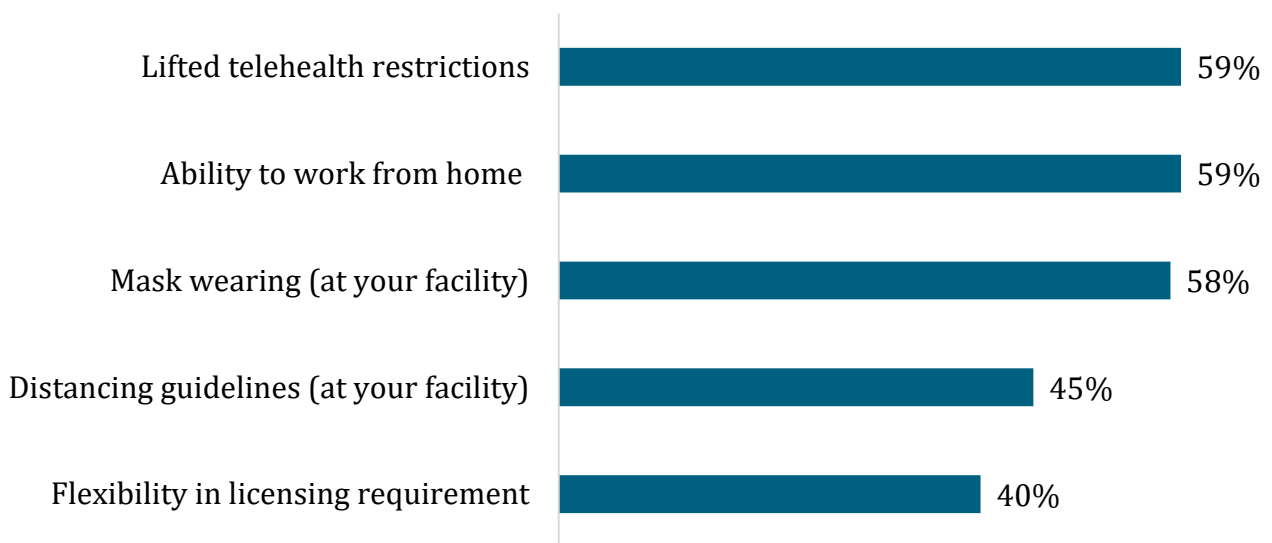 Lifted telehealth restrictions 59%
Ability to work from home 59%
Mask wearing (at your facility) 58%
Distancing guidelines (at your facility) 45%
Flexibility in licensing requirement 40%